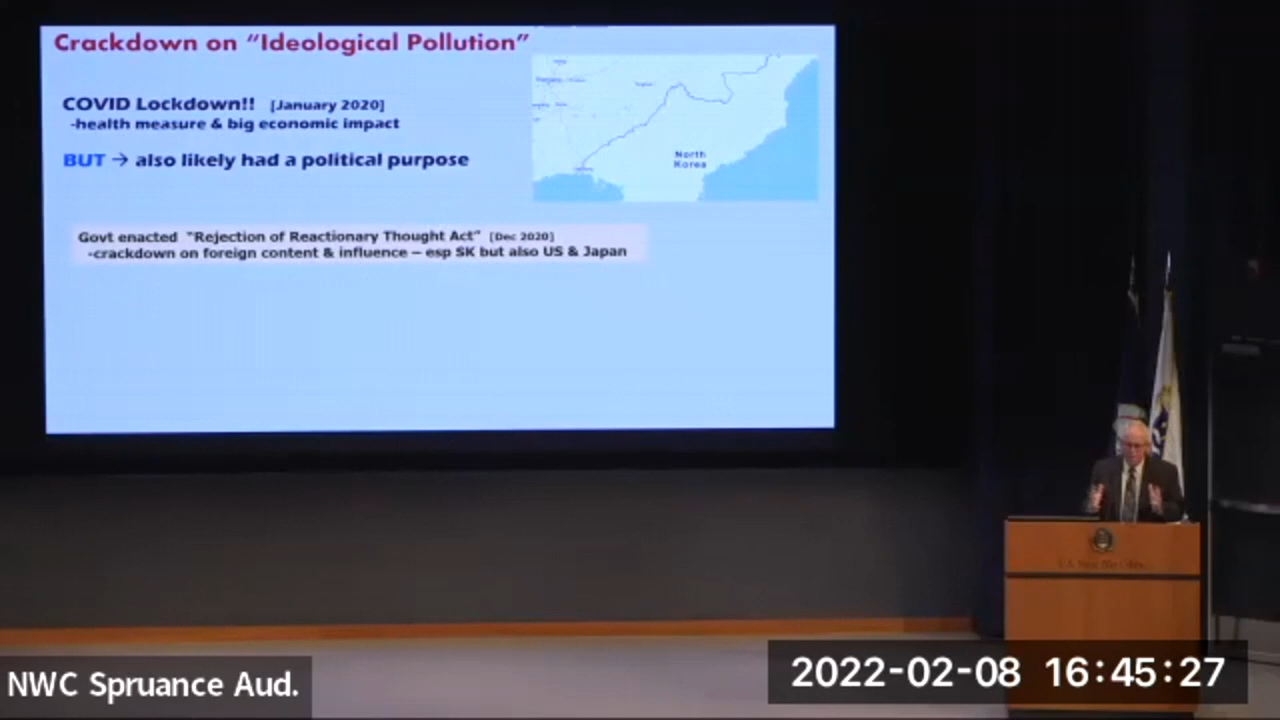 Crackdown on “Ideological Pollution”
COVID Lockdown!! [January 2020]
-health measure & big economic impact
BUT → also likely had a political purpose
North
Korea
Govt enacted “Rejection of Reactionary Thought Act” [Dec 2020]
-crackdown on foreign content & influence – esp SK but also US & Japan
NWC Spruance Aud.
2022-02-08 16:45:27